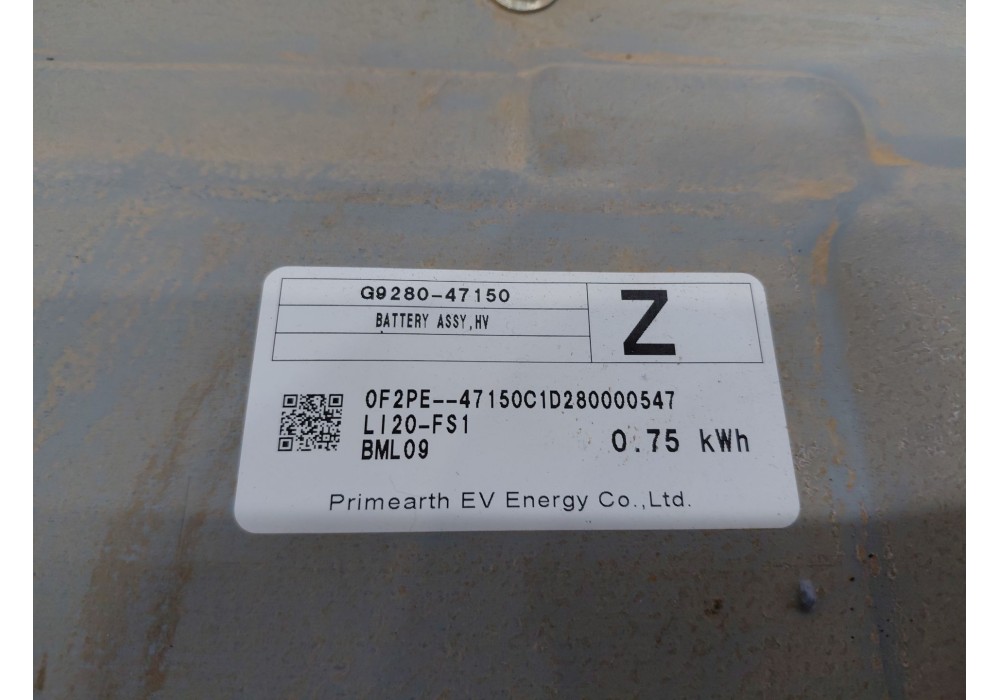 G9280-47150
BATTERY ASSY,HV
Z
0F2PE--47150C1D280000547
LI20-FS1
BML09
0.75 kWh
Primearth EV Energy Co.,Ltd.